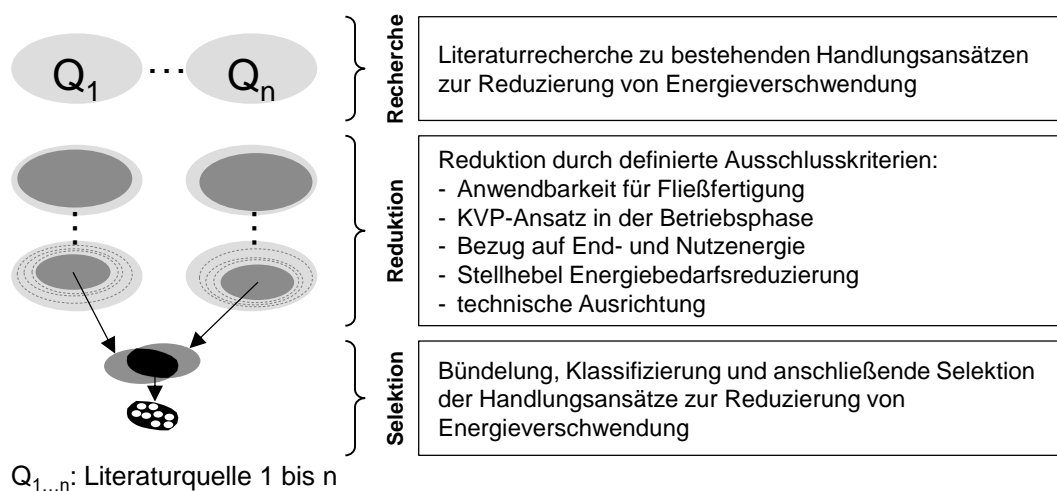 Q1 ... Qn
Recherche
Literaturrecherche zu bestehenden Handlungsansätzen
zur Reduzierung von Energieverschwendung
Reduktion
Reduktion durch definierte Ausschlusskriterien:
- Anwendbarkeit für Fließfertigung
- KVP-Ansatz in der Betriebsphase
- Bezug auf End- und Nutzenergie
- Stellhebel Energiebedarfsreduzierung
- technische Ausrichtung
Selektion
Bündelung, Klassifizierung und anschließende Selektion
der Handlungsansätze zur Reduzierung von
Energieverschwendung
Q1...n: Literaturquelle 1 bis n